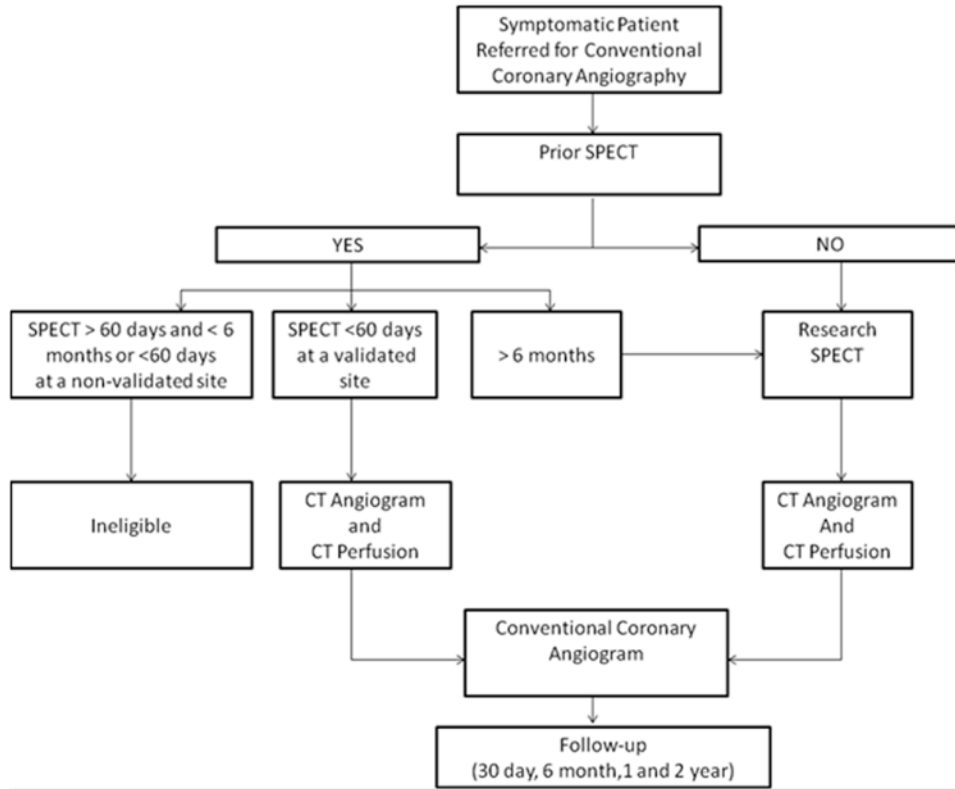 Symptomatic Patient
Referred for Conventional
Coronary Angiography
Prior SPECT
YES
NO
SPECT > 60 days and < 6
months or <60 days
at a non-validated site
SPECT <60 days
at a validated
site
> 6 months
Research
SPECT
Ineligible
CT Angiogram
and
CT Perfusion
CT Angiogram
And
CT Perfusion
Conventional Coronary
Angiogram
Follow-up
(30 day, 6 month,1 and 2 year)